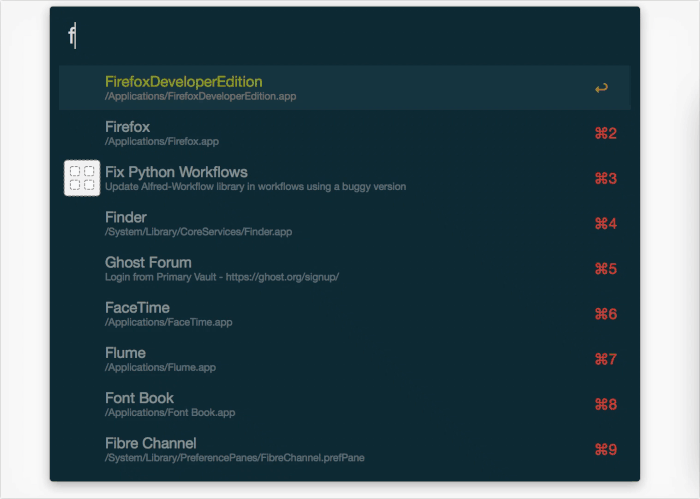 f
FirefoxDeveloperEdition
/Applications/FirefoxDeveloperEdition.app
↩
Firefox
/Applications/Firefox.app
⌘2
Fix Python Workflows
Update Alfred-Workflow library in workflows using a buggy version
⌘3
Finder
/System/Library/CoreServices/Finder.app
⌘4
Ghost Forum
Login from Primary Vault - https://ghost.org/signup/
⌘5
FaceTime
/Applications/FaceTime.app
⌘6
Flume
/Applications/Flume.app
⌘7
Font Book
/Applications/Font Book.app
⌘8
Fibre Channel
/System/Library/PreferencePanes/FibreChannel.prefPane
⌘9